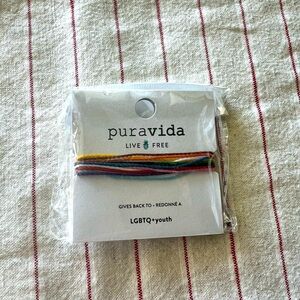 puravida
LIVE FREE
GIVES BACK TO • REDONNE À
LGBTQ+youth